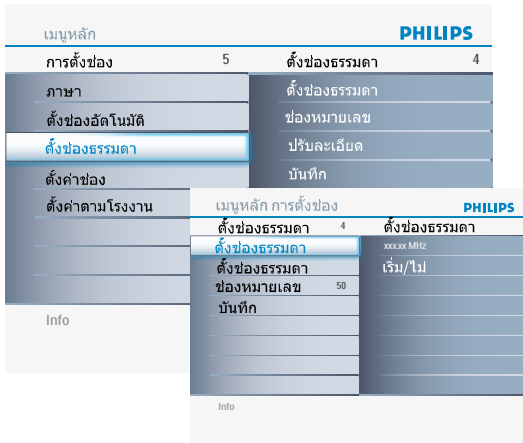 เมนูหลัก PHILIPS
การตั้งช่อง 5 ตั้งช่องธรรมดา 4
ภาษา ตั้งช่องธรรมดา
ตั้งช่องอัตโนมัติ ช่องหมายเลข
ตั้งช่องธรรมดา ปรับละเอียด
ตั้งค่าช่อง บันทึก
ตั้งค่าตามโรงงาน
Info
เมนูหลัก การตั้งช่อง PHILIPS
ตั้งช่องธรรมดา 4 ตั้งช่องธรรมดา
ตั้งช่องธรรมดา xxx.xx MHz
ตั้งช่องธรรมดา เริ่ม/ไม่
ช่องหมายเลข 50
บันทึก
Info